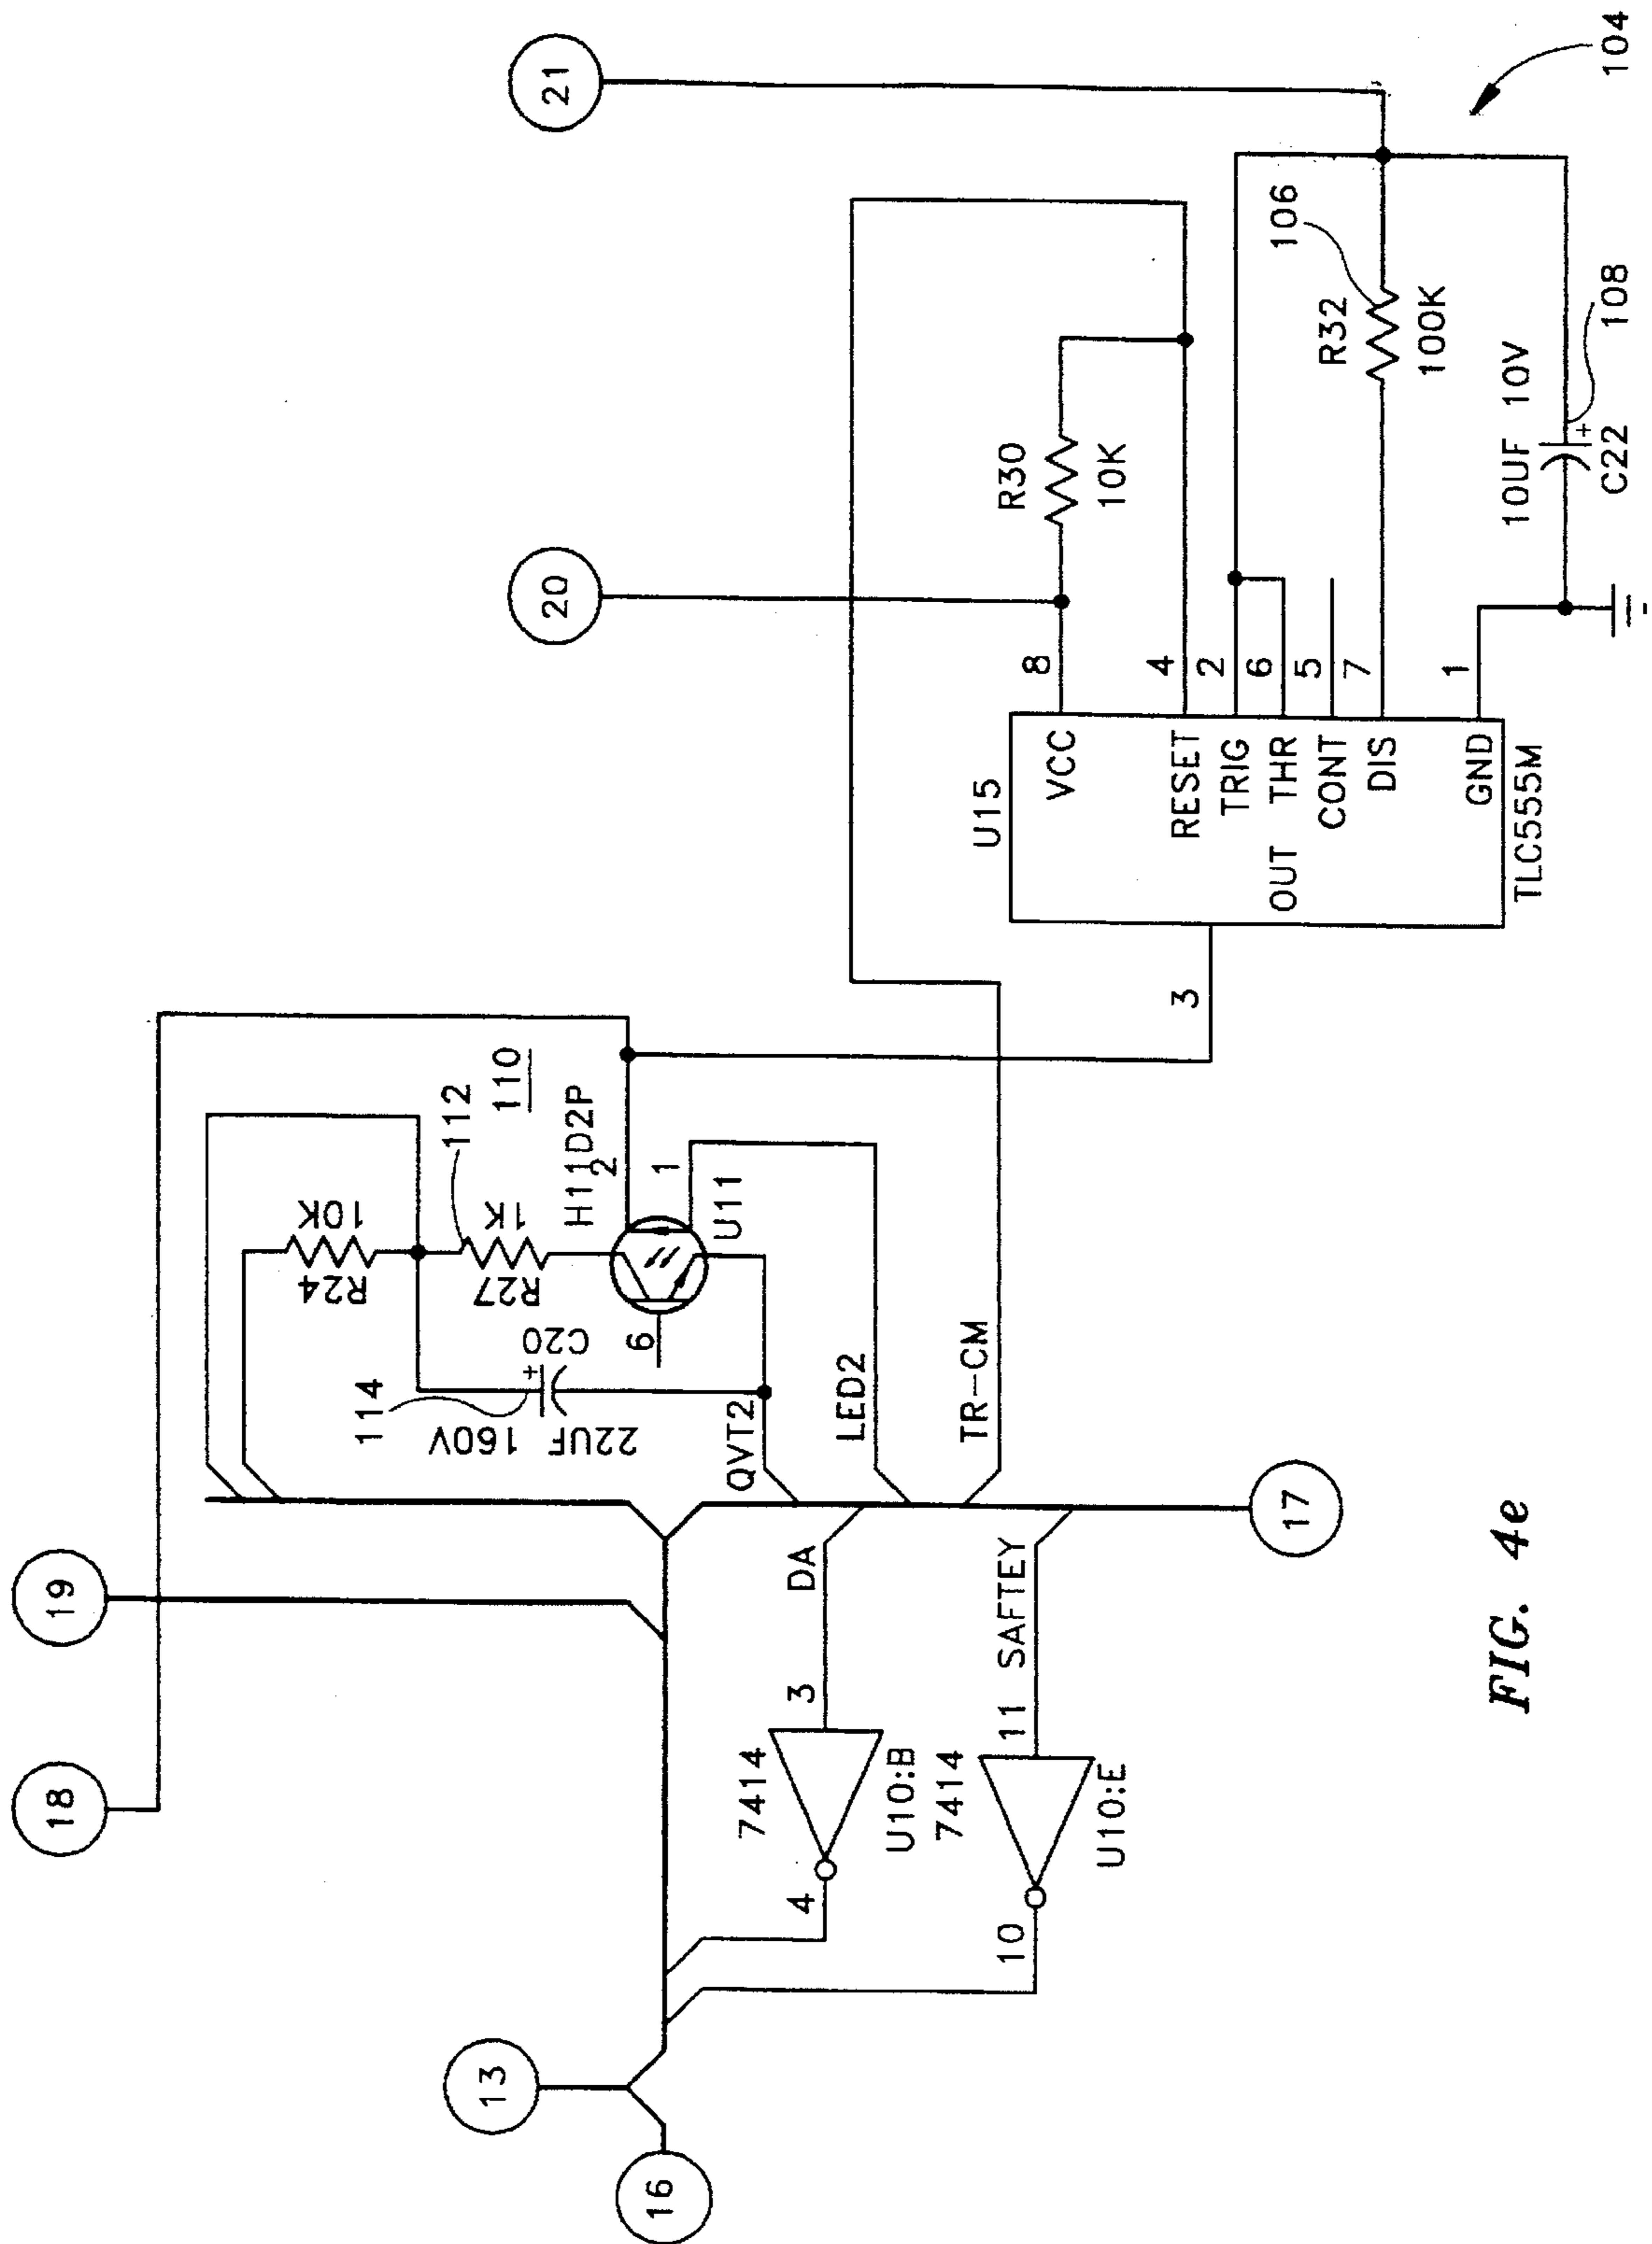 21
104
106
R32
100K
10UF 10V
C22
108
20
R30
10K
8
4
2
6
5
7
1
U15
VCC
RESET
TRIG
OUT THR
CONT
DIS
GND
TLC555M
3
110
112
H11D2P
2
1
U11
10K
R24
1K
R27
6
C20
114
22UF 160V
QVT2
LED2
TR-CM
17
19
18
DA
3
7414
U10:B
4
SAFTEY
11
7414
U10:E
10
13
16
FIG. 4e